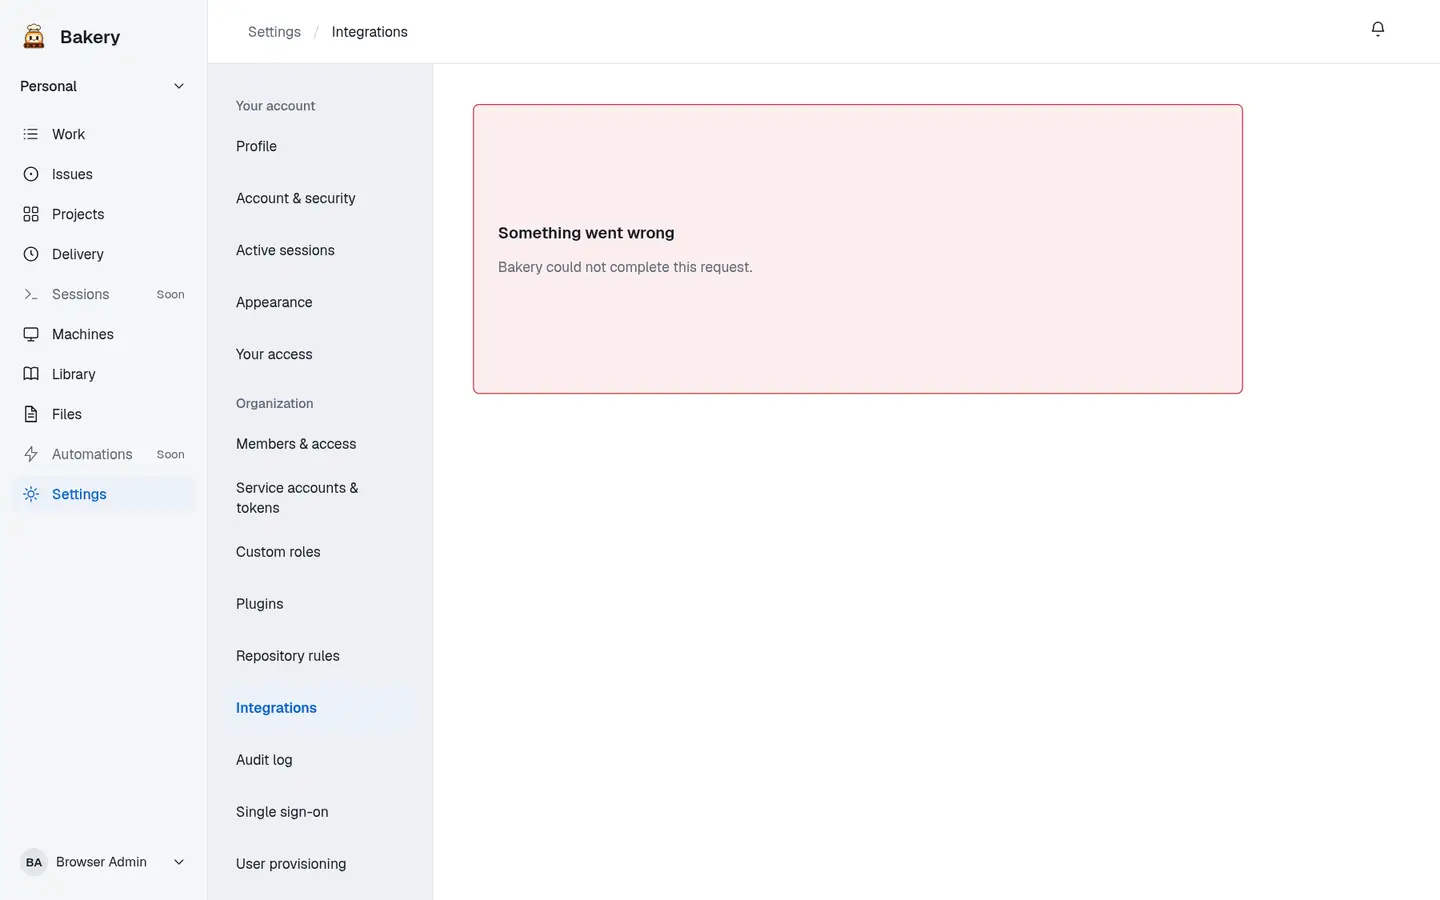 Bakery
Settings / Integrations
Personal
Work
Issues
Projects
Delivery
Sessions Soon
Machines
Library
Files
Automations Soon
Settings
BA Browser Admin
Your account
Profile
Account & security
Active sessions
Appearance
Your access
Organization
Members & access
Service accounts &
tokens
Custom roles
Plugins
Repository rules
Integrations
Audit log
Single sign-on
User provisioning
Something went wrong
Bakery could not complete this request.